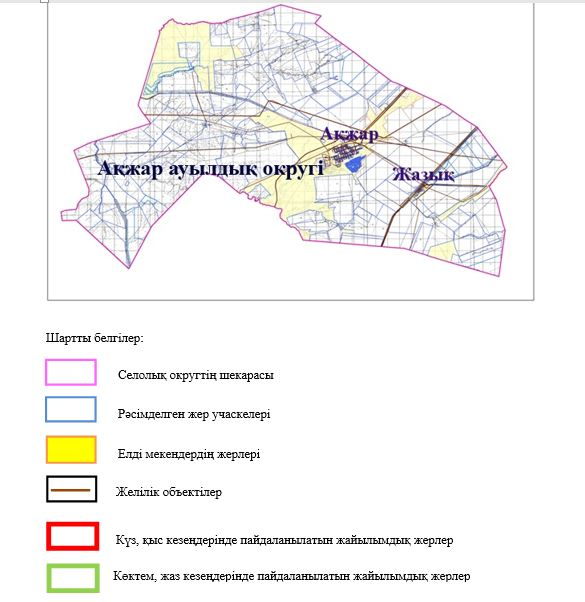 Ақжар
Ақжар ауылдық округі
Жазық
Шартты белгілер:
Селолық округтің шекарасы
Рәсімделген жер учаскелері
Елді мекендердің жерлері
Желілік объектілер
Күз, қыс кезеңдерінде пайдаланылатын жайылымдық жерлер
Көктем, жаз кезеңдерінде пайдаланылатын жайылымдық жерлер